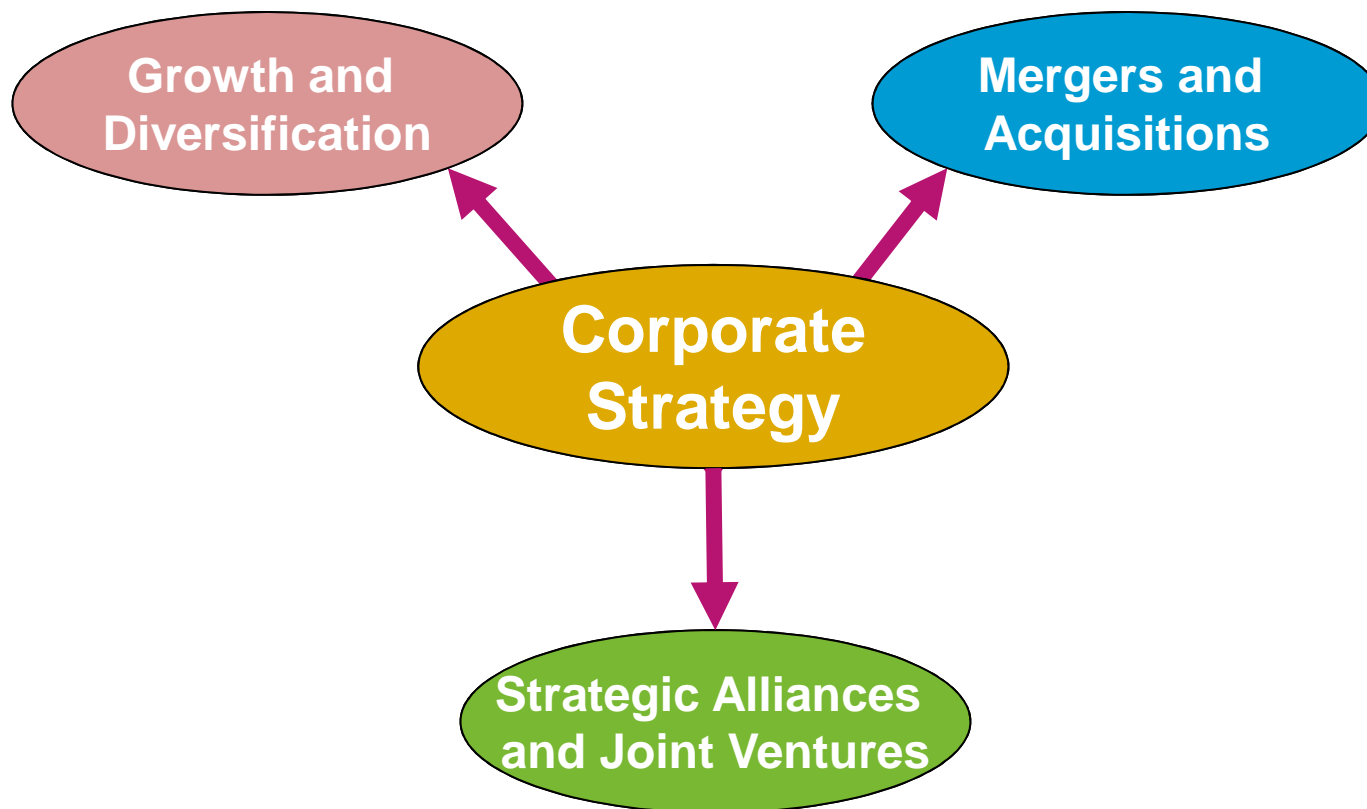 Growth and
Diversification
Mergers and
Acquisitions
Corporate
Strategy
Strategic Alliances
and Joint Ventures